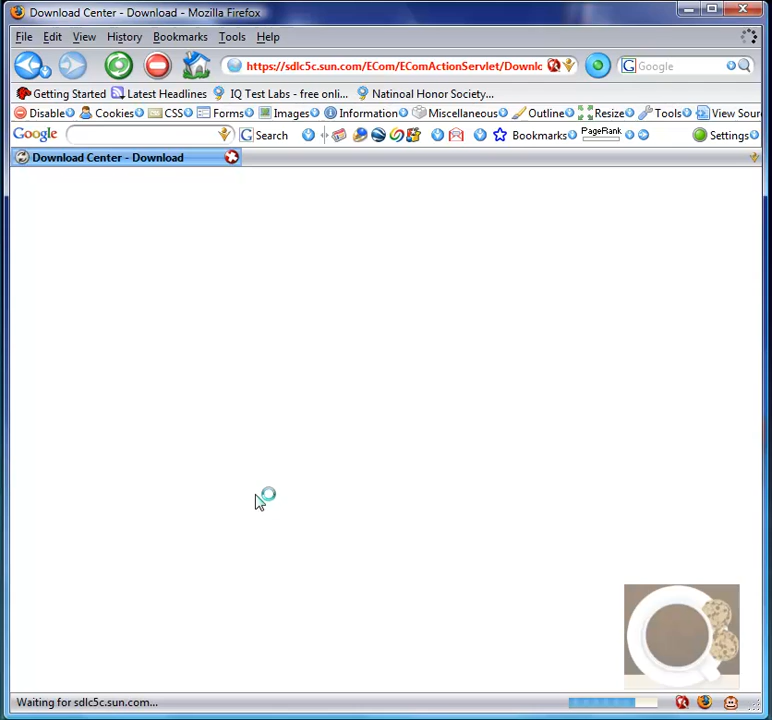 Download Center - Download - Mozilla Firefox
File Edit View History Bookmarks Tools Help
https://sdlc5c.sun.com/ECom/EComActionServlet/Downlc Google
Getting Started Latest Headlines IQ Test Labs - free onli... Natinoal Honor Society...
Disable Cookies CSS Forms Images Information Miscellaneous Outline Resize Tools View Sour
Google Search Bookmarks PageRank Settings
Download Center - Download
Waiting for sdlc5c.sun.com...